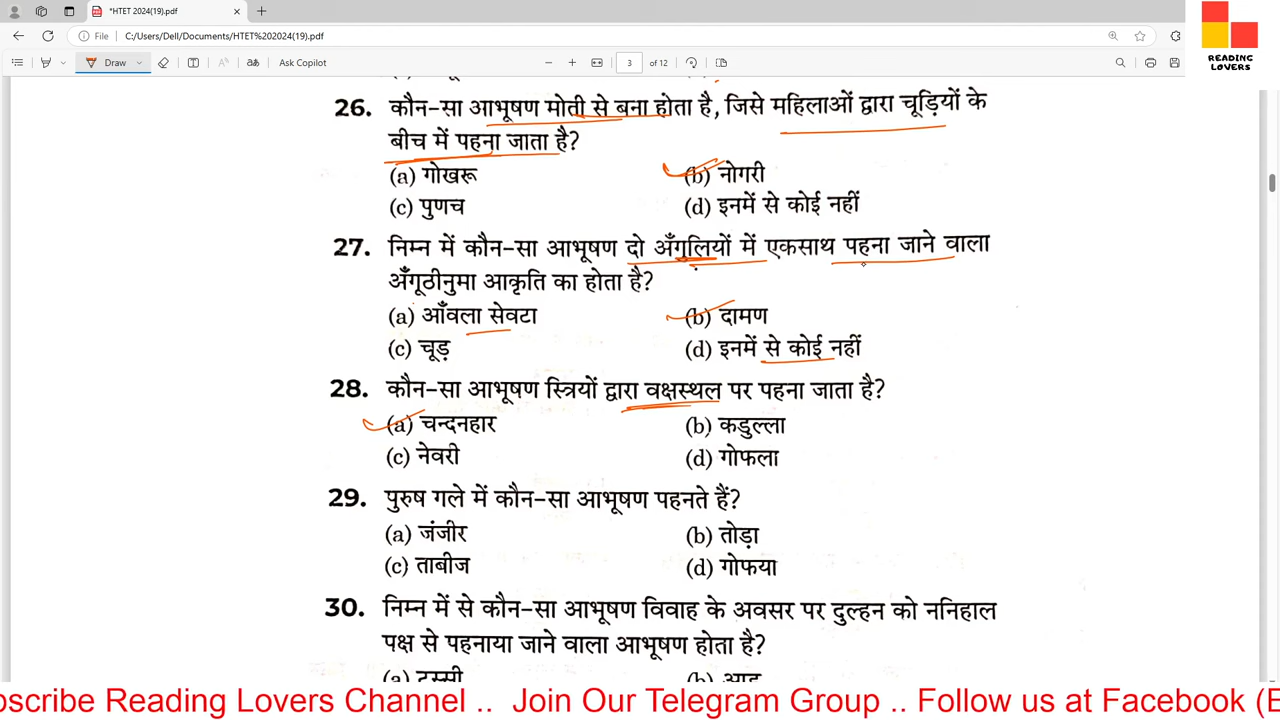 *HTET 2024(19).pdf
File
C:/Users/Dell/Documents/HTET%202024(19).pdf
READING
LOVERS
Draw
Ask Copilot
3 of 12
26. कौन-सा आभूषण मोती से बना होता है, जिसे महिलाओं द्वारा चूड़ियों के
बीच में पहना जाता है?
(a) गोखरू (b) नोगरी
(c) पुणच (d) इनमें से कोई नहीं
27. निम्न में कौन-सा आभूषण दो अँगुलियों में एकसाथ पहना जाने वाला
अँगूठीनुमा आकृति का होता है?
(a) आँवला सेवटा (b) दामण
(c) चूड़ (d) इनमें से कोई नहीं
28. कौन-सा आभूषण स्त्रियों द्वारा वक्षस्थल पर पहना जाता है?
(a) चन्दनहार (b) कडुल्ला
(c) नेवरी (d) गोफला
29. पुरुष गले में कौन-सा आभूषण पहनते हैं?
(a) जंजीर (b) तोड़ा
(c) ताबीज (d) गोफया
30. निम्न में से कौन-सा आभूषण विवाह के अवसर पर दुल्हन को ननिहाल
पक्ष से पहनाया जाने वाला आभूषण होता है?
(a) (b)
bscribe Reading Lovers Channel .. Join Our Telegram Group .. Follow us at Facebook (E